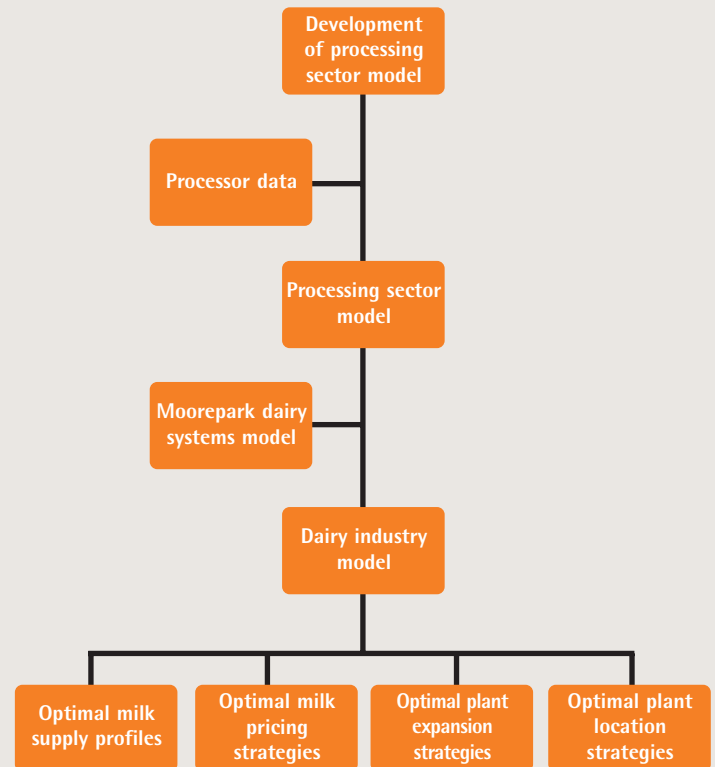 Development
of processing
sector model
Processor data
Processing sector
model
Moorepark dairy
systems model
Dairy industry
model
Optimal milk
supply profiles
Optimal milk
pricing
strategies
Optimal plant
expansion
strategies
Optimal plant
location
strategies